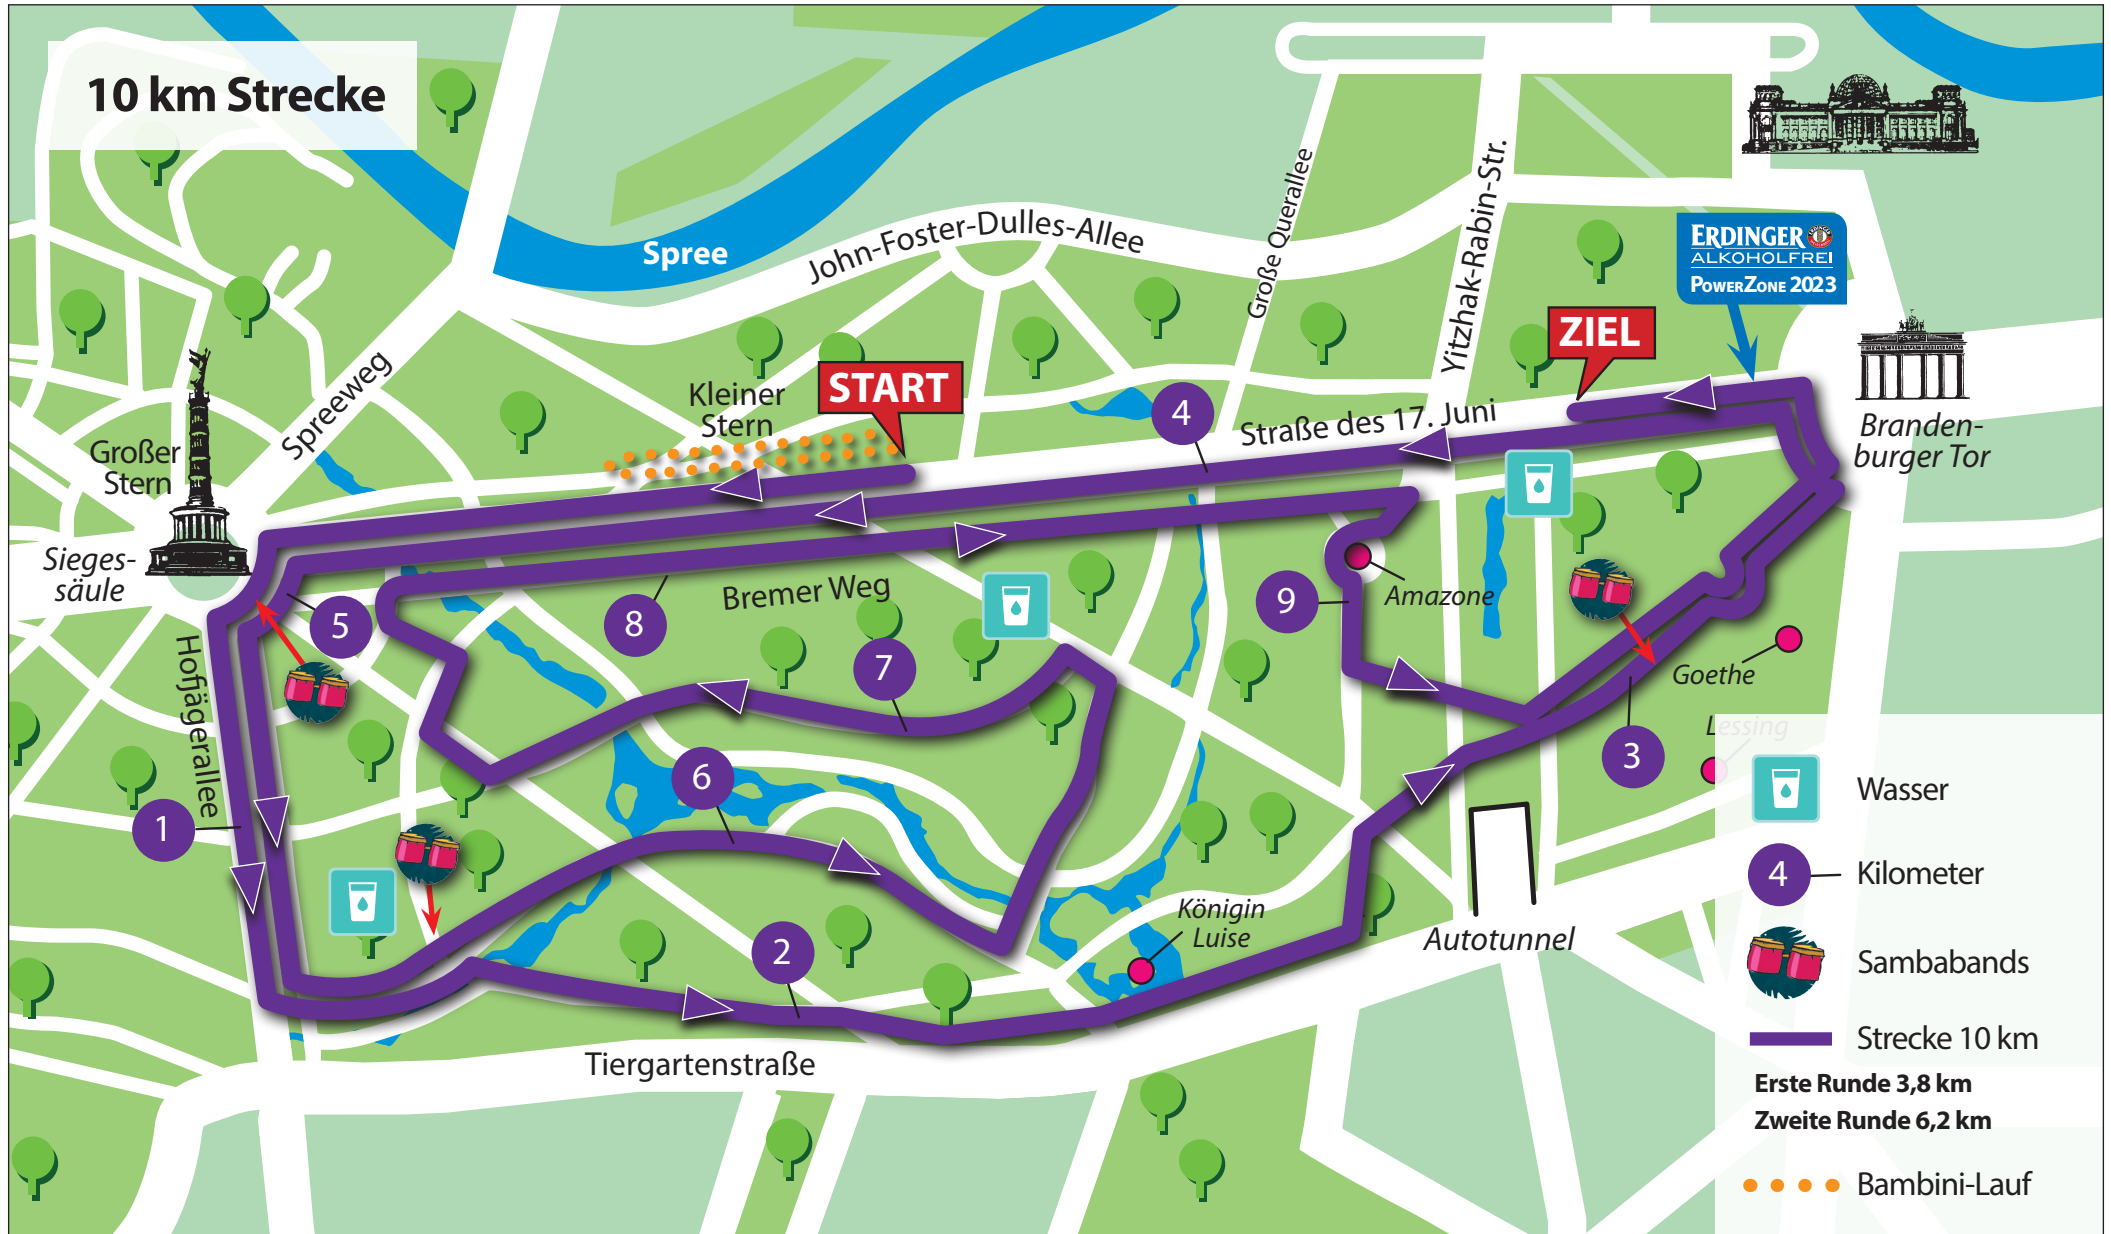 10 km Strecke
Spree
John-Foster-Dulles-Allee
Große Querallee
Yitzhak-Rabin-Str.
ERDINGER
ALKOHOLFREI
POWERZONE 2023
ZIEL
START
Kleiner
Stern
Spreeweg
Großer
Stern
4
Straße des 17. Juni
Branden-
burger Tor
Sieges-
säule
5
8
Bremer Weg
7
9
Amazone
Goethe
Hofjägerallee
1
6
3
Lessing
2
Königin
Luise
Autotunnel
Tiergartenstraße
Wasser
4
Kilometer
Sambabands
Strecke 10 km
Erste Runde 3,8 km
Zweite Runde 6,2 km
Bambini-Lauf